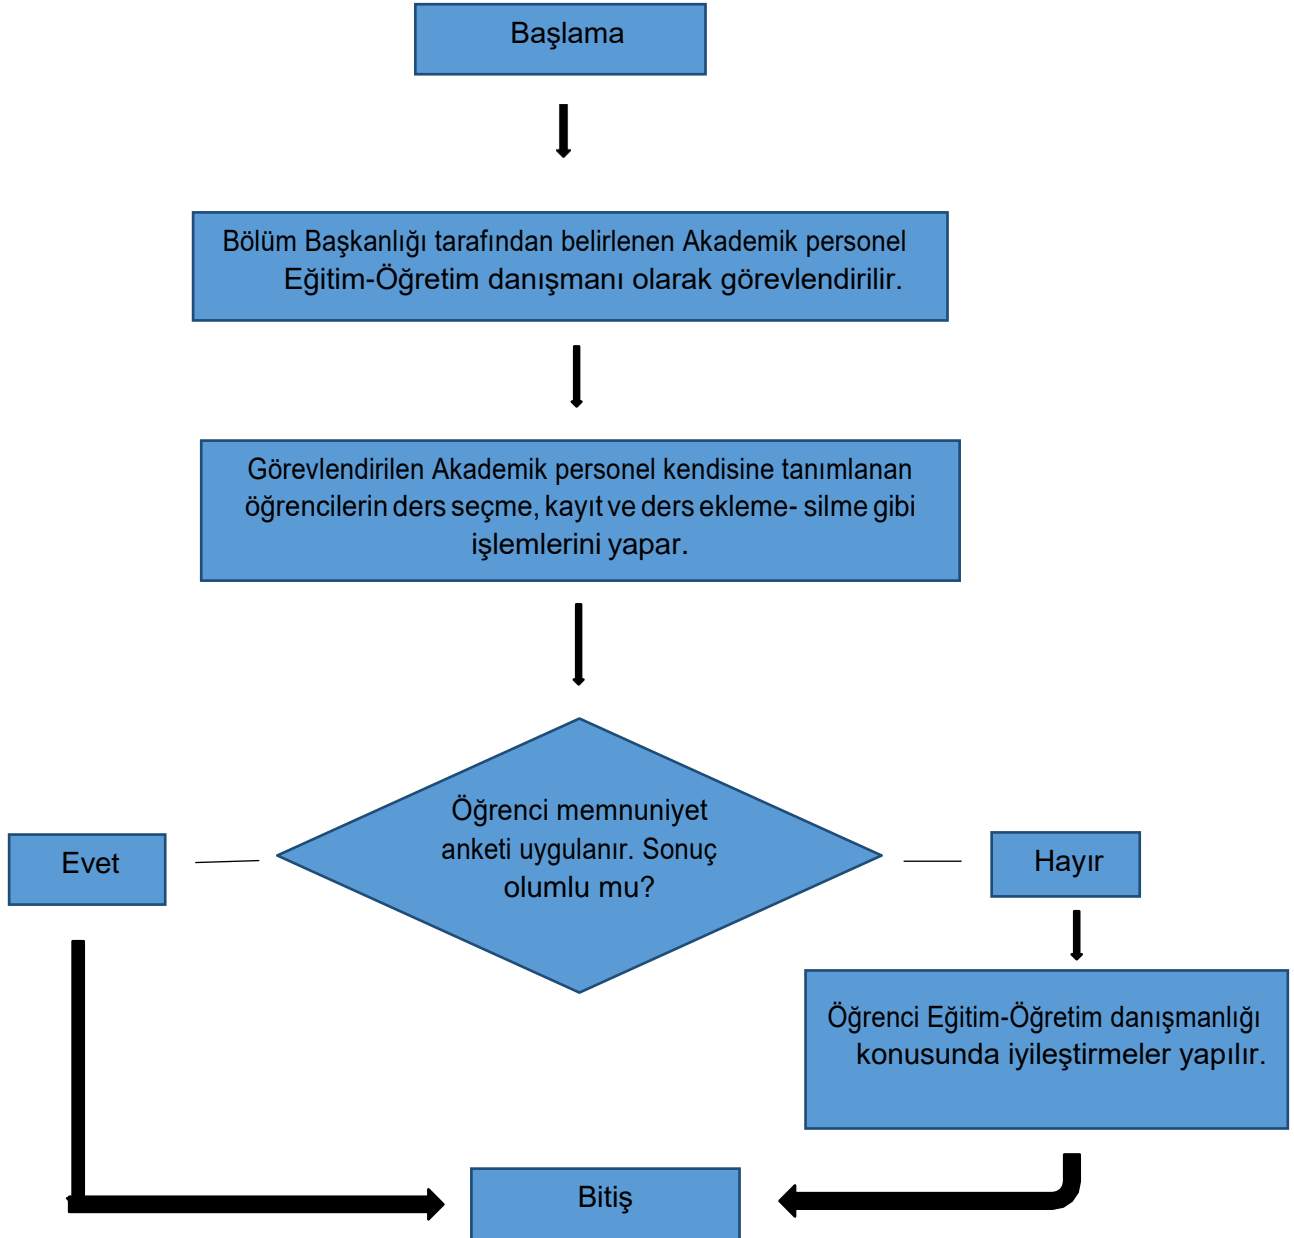 Başlama
Bölüm Başkanlığı tarafından belirlenen Akademik personel
Eğitim-Öğretim danışmanı olarak görevlendirilir.
Görevlendirilen Akademik personel kendisine tanımlanan
öğrencilerin ders seçme, kayıt ve ders ekleme- silme gibi
işlemlerini yapar.
Öğrenci memnuniyet
anketi uygulanır. Sonuç
olumlu mu?
Evet
Hayır
Öğrenci Eğitim-Öğretim danışmanlığı
konusunda iyileştirmeler yapılır.
Bitiş